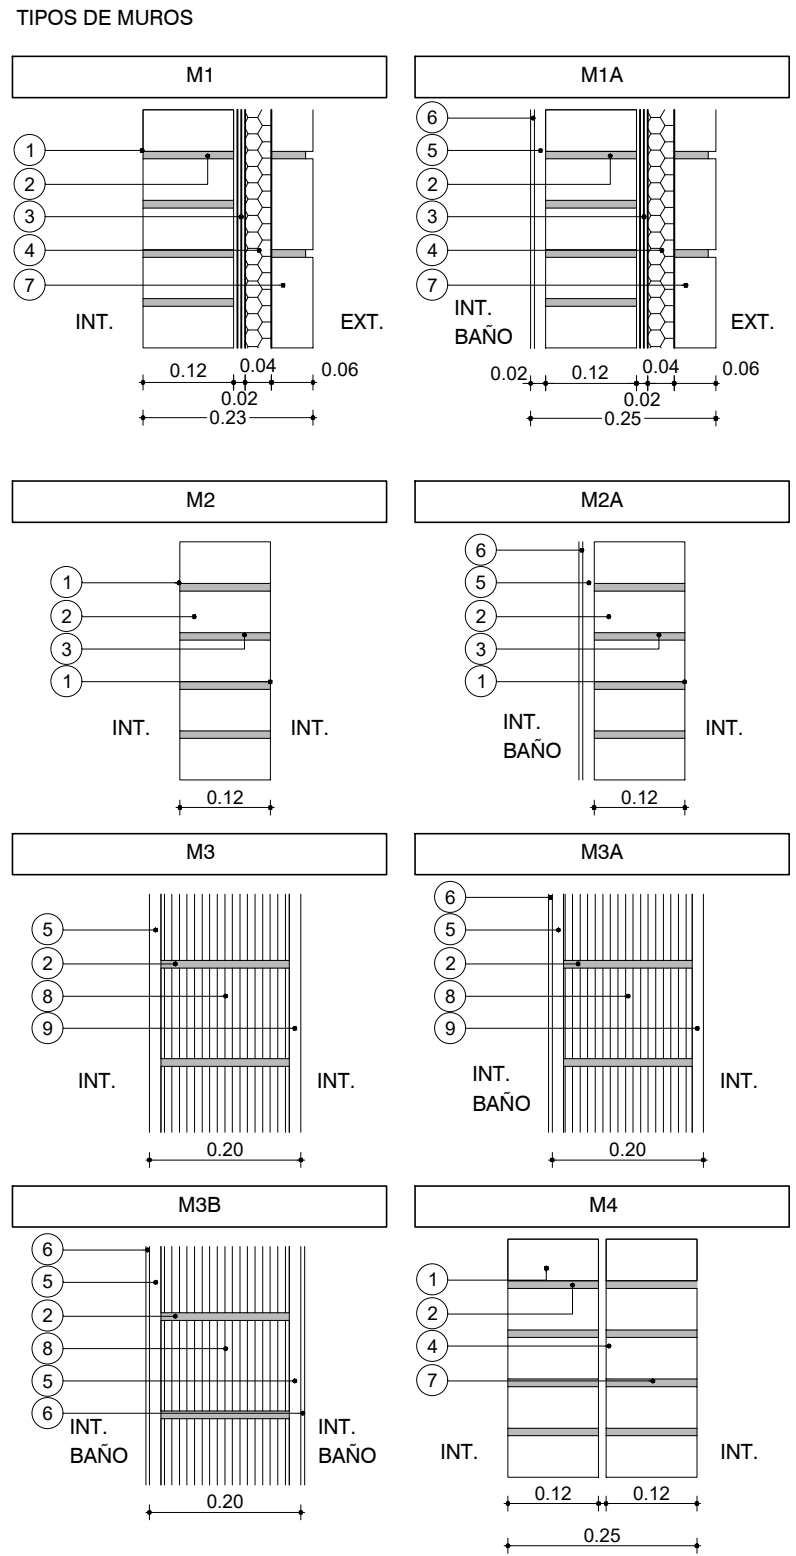 TIPOS DE MUROS
M1
1
2
3
4
7
INT.
EXT.
0.12
0.04
0.06
0.02
0.23
M1A
6
5
2
3
4
7
INT.
BAÑO
EXT.
0.02
0.12
0.04
0.06
0.02
0.25
M2
1
2
3
1
INT.
INT.
0.12
M2A
6
5
2
3
1
INT.
BAÑO
INT.
0.12
M3
5
2
8
9
INT.
INT.
0.20
M3A
6
5
2
8
9
INT.
BAÑO
INT.
0.20
M3B
6
5
2
8
5
6
INT.
BAÑO
INT.
BAÑO
0.20
M4
1
2
4
7
INT.
INT.
0.12
0.12
0.25